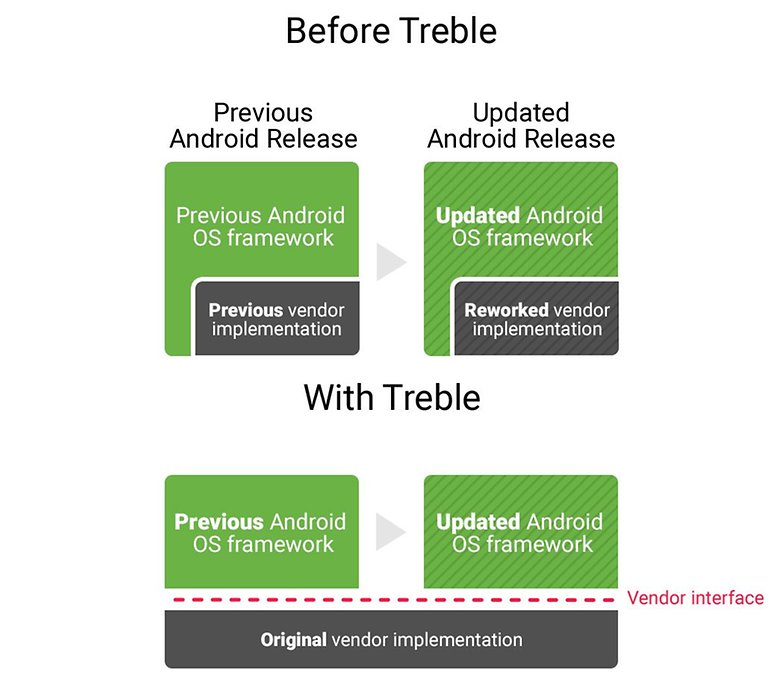 Before Treble
Previous
Android Release
Updated
Android Release
Previous Android
OS framework
Previous vendor
implementation
Updated Android
OS framework
Reworked vendor
implementation
With Treble
Previous Android
OS framework
Updated Android
OS framework
Vendor interface
Original vendor implementation